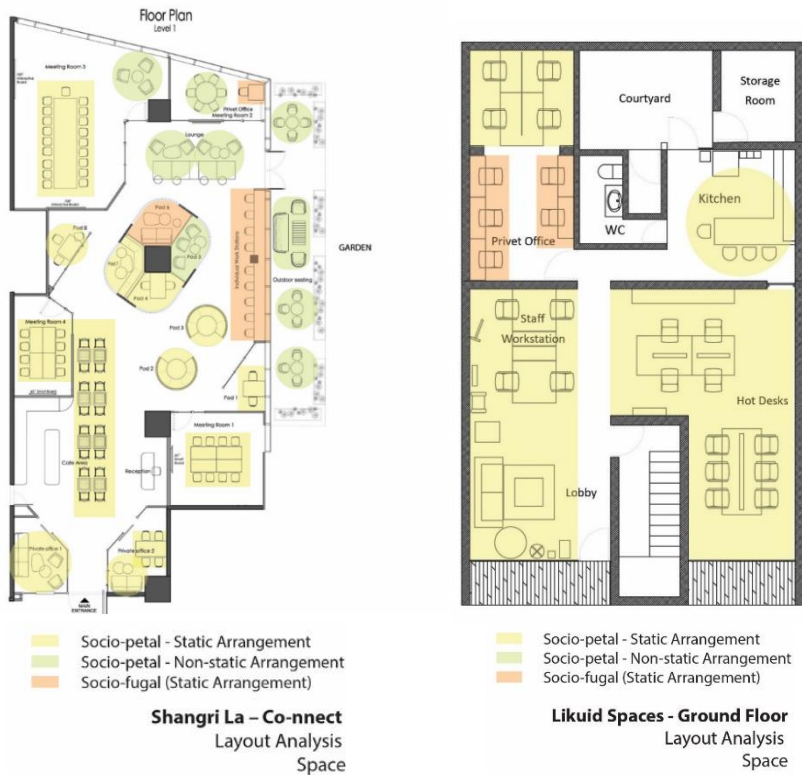 Floor Plan
Level 1
Meeting Room 3
Privet Office
Meeting Room 2
Lounge
Pod 6
Pod 5
Pod 4
Pod 8
Individual Work Stations
GARDEN
Outdoor seating
Meeting Room 4
Pod 3
Pod 2
Pod 1
Meeting Room 1
Cafe Area
Reception
Private office 1
Private office 2
MAIN
ENTRANCE
Socio-petal - Static Arrangement
Socio-petal - Non-static Arrangement
Socio-fugal (Static Arrangement)
Shangri La – Co-nnect
Layout Analysis
Space
Courtyard
Storage
Room
Kitchen
WC
Privet Office
Staff
Workstation
Hot Desks
Lobby
Socio-petal - Static Arrangement
Socio-petal - Non-static Arrangement
Socio-fugal (Static Arrangement)
Likuid Spaces - Ground Floor
Layout Analysis
Space